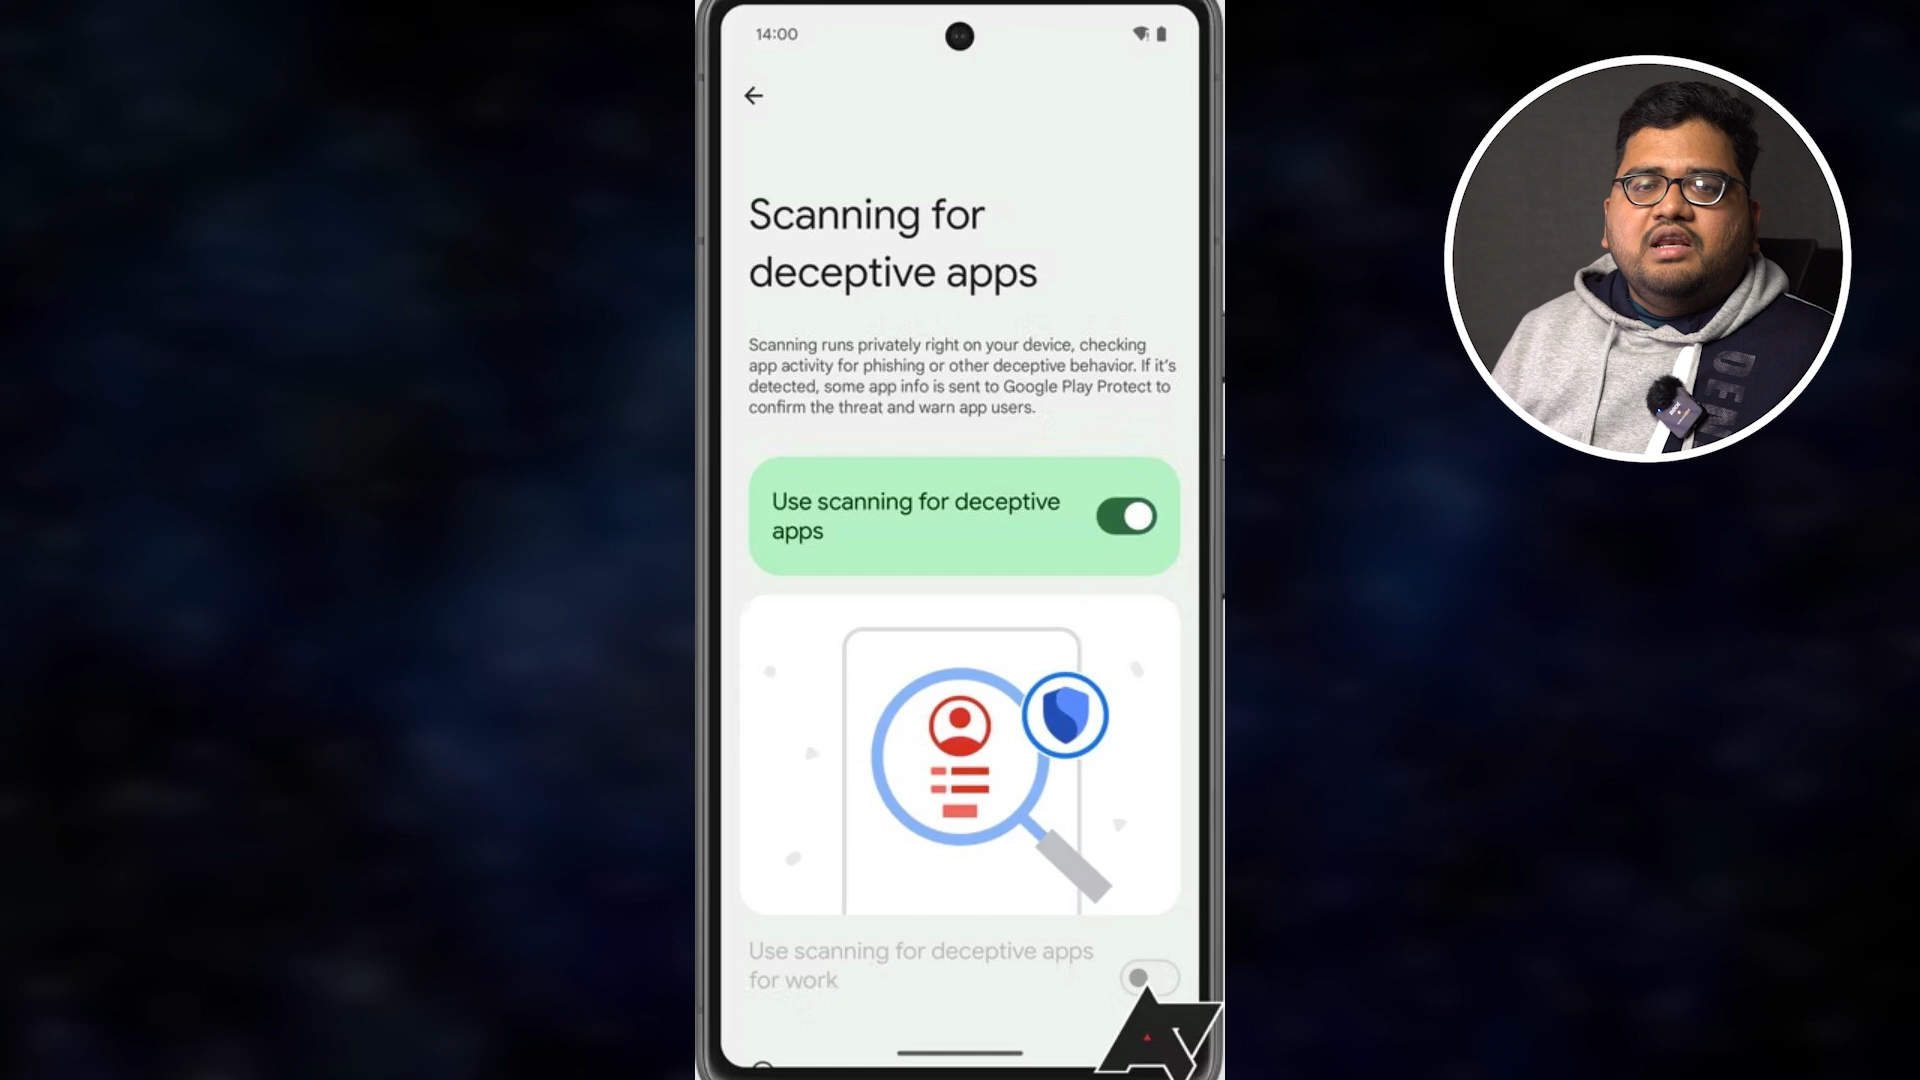 14:00
Scanning for
deceptive apps
Scanning runs privately right on your device, checking
app activity for phishing or other deceptive behavior. If it's
detected, some app info is sent to Google Play Protect to
confirm the threat and warn app users.
Use scanning for deceptive
apps
Use scanning for deceptive apps
for work